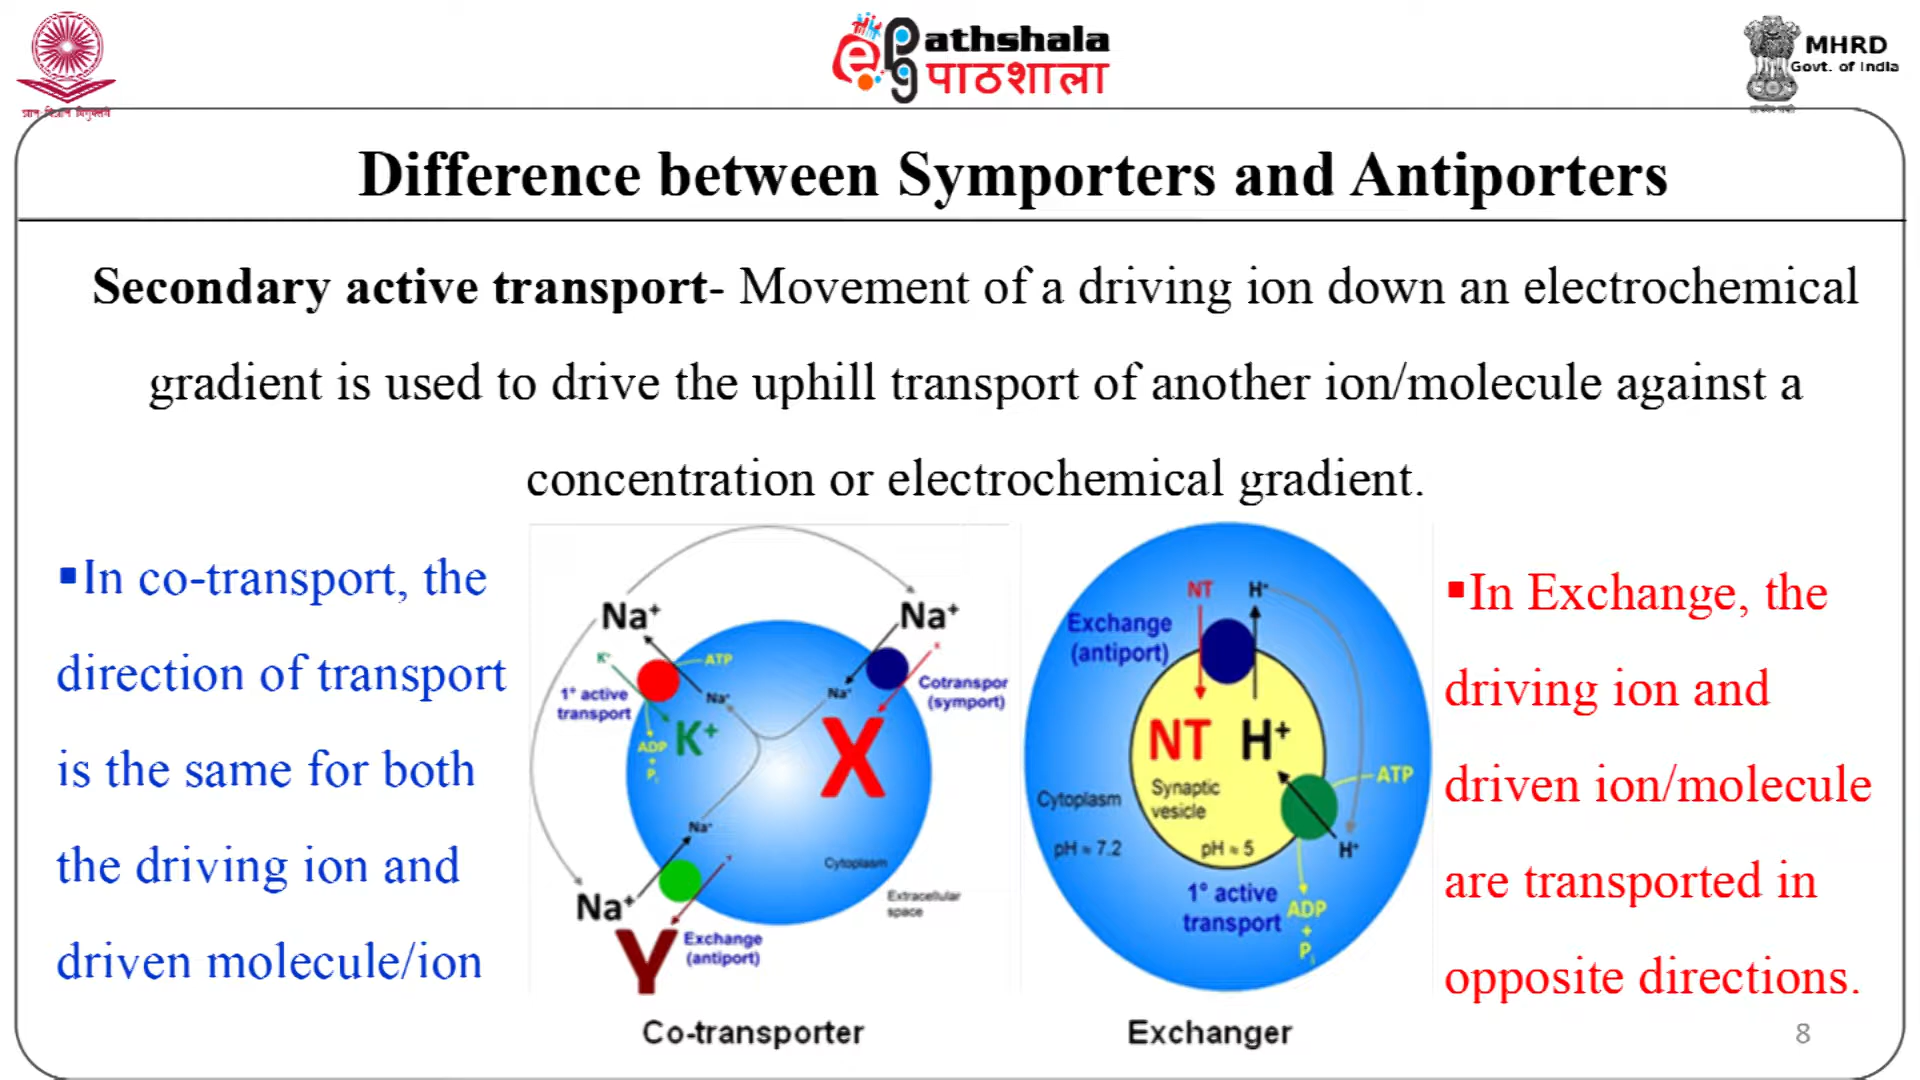 ज्ञान-विज्ञान विमुक्तये
e
pg
athshala
पाठशाला
MHRD
Govt. of India
Difference between Symporters and Antiporters
Secondary active transport- Movement of a driving ion down an electrochemical
gradient is used to drive the uphill transport of another ion/molecule against a
concentration or electrochemical gradient.
▪In co-transport, the
direction of transport
is the same for both
the driving ion and
driven molecule/ion
Na⁺
Na⁺
K⁺
ATP
x
1° active
transport
Na⁺
Na⁺
Cotranspor
(symport)
K⁺
X
ADP
+
Pi
Na⁺
Y
Cytoplasm
Extracellular
space
Na⁺
Y
Exchange
(antiport)
Co-transporter
NT
H⁺
Exchange
(antiport)
NT
H⁺
Synaptic
vesicle
ATP
Cytoplasm
pH ≈ 7.2
pH ≈ 5
H⁺
1° active
transport
ADP
+
Pi
Exchanger
▪In Exchange, the
driving ion and
driven ion/molecule
are transported in
opposite directions.
8